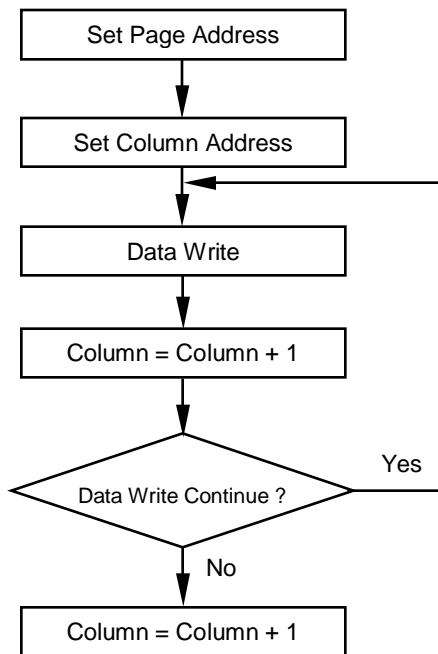 Set Page Address
Set Column Address
Data Write
Column = Column + 1
Data Write Continue ?
Yes
No
Column = Column + 1